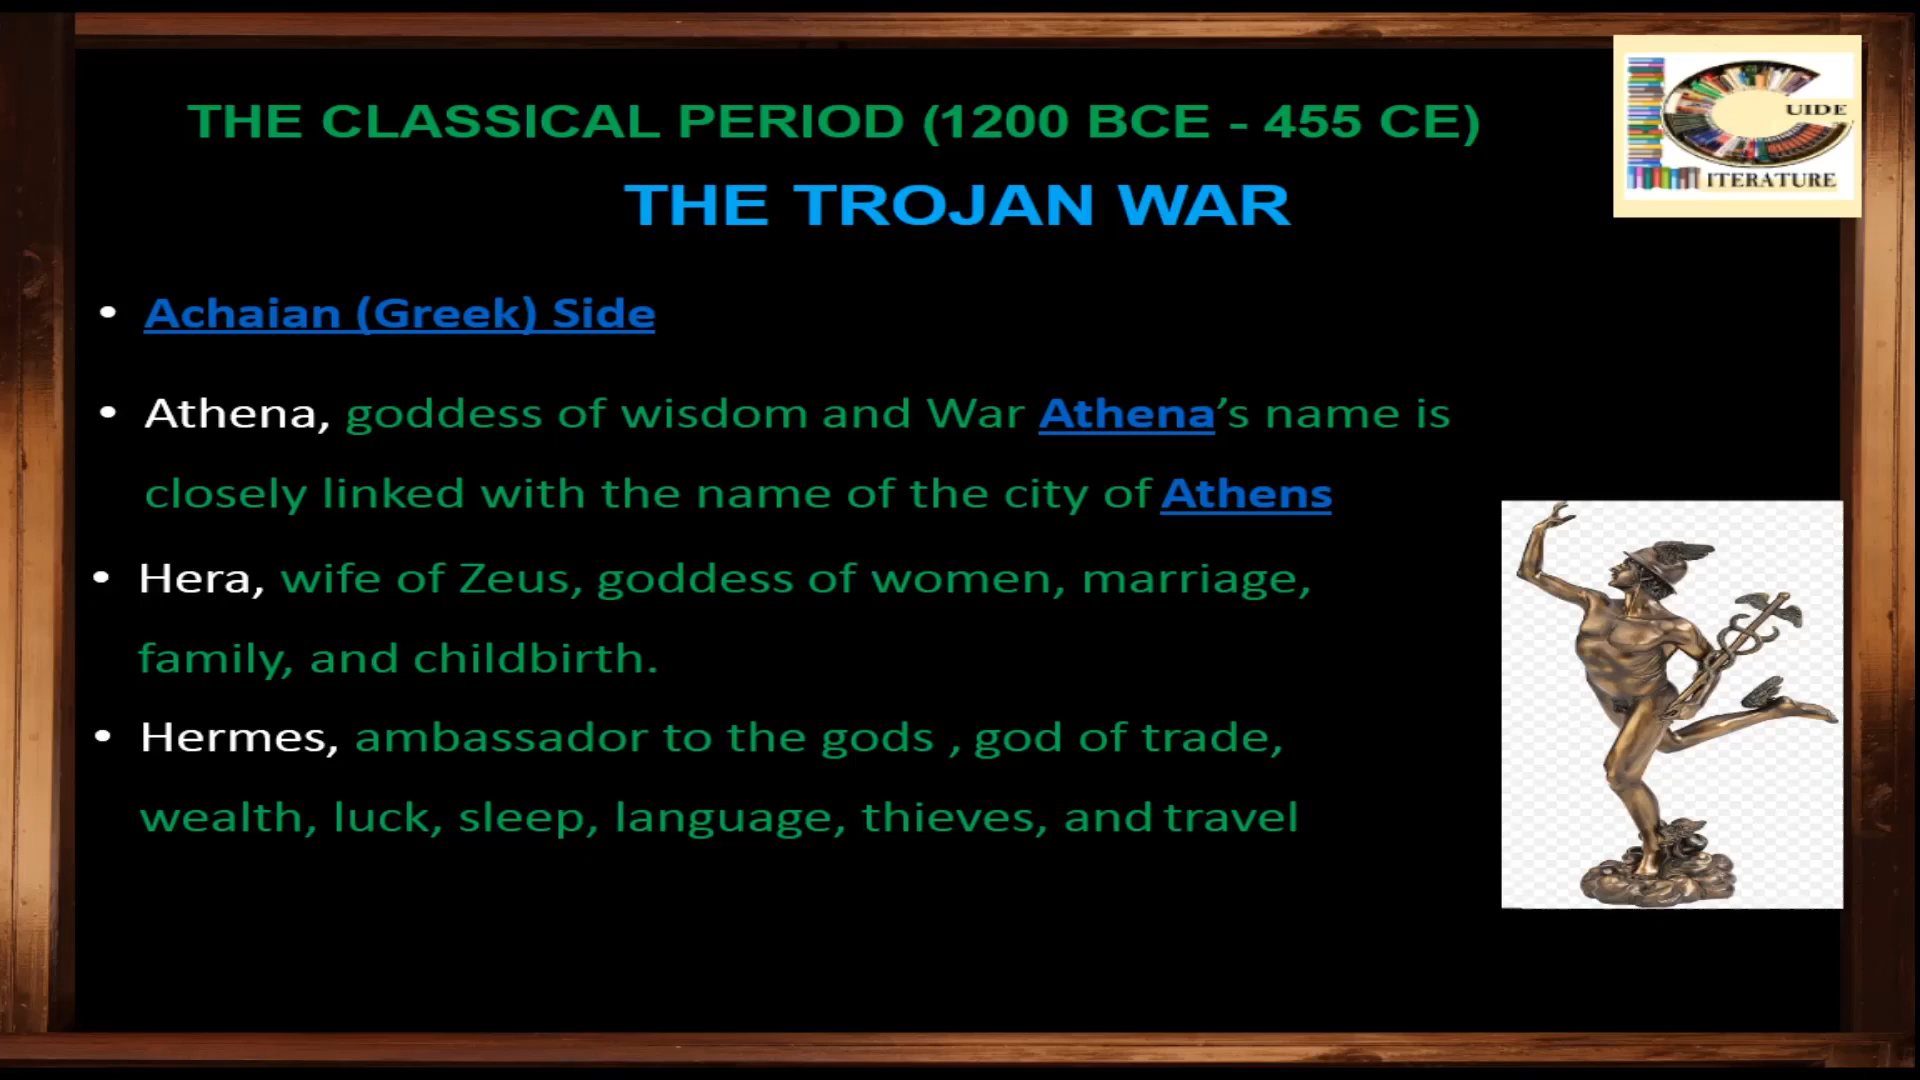 THE CLASSICAL PERIOD (1200 BCE - 455 CE)
THE TROJAN WAR
UIDE
ITERATURE
• Achaian (Greek) Side
• Athena, goddess of wisdom and War Athena’s name is
closely linked with the name of the city of Athens
• Hera, wife of Zeus, goddess of women, marriage,
family, and childbirth.
• Hermes, ambassador to the gods , god of trade,
wealth, luck, sleep, language, thieves, and travel